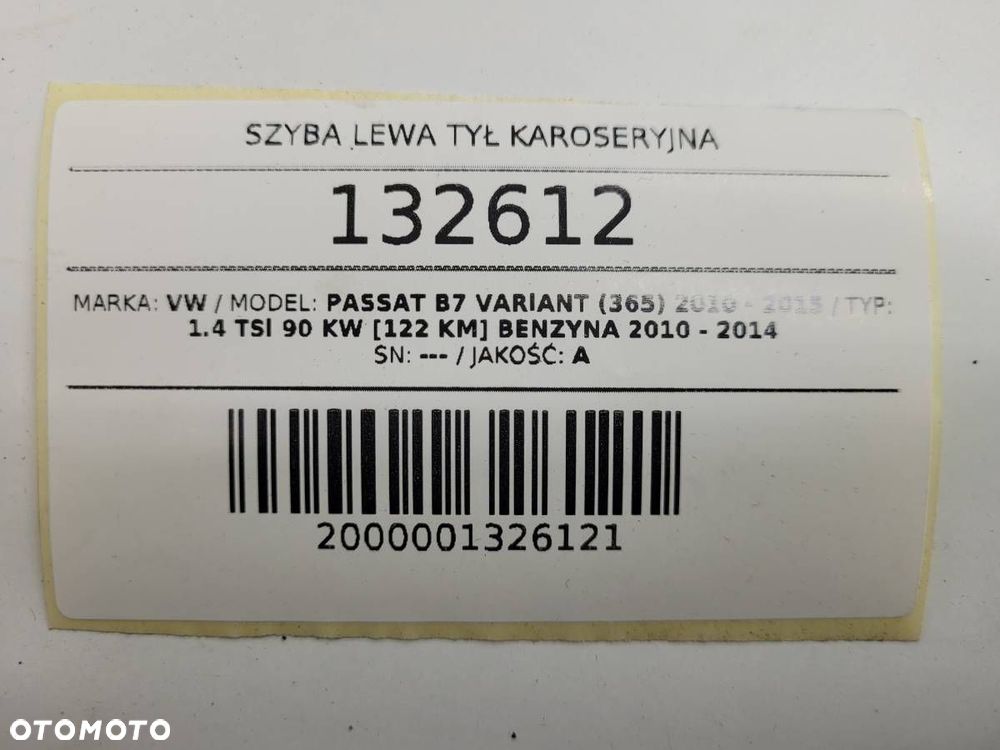 SZYBA LEWA TYŁ KAROSERYJNA
132612
MARKA: VW / MODEL: PASSAT B7 VARIANT (365) 2010 - 2015 / TYP:
1.4 TSI 90 KW [122 KM] BENZYNA 2010 - 2014
SN: --- / JAKOŚĆ: A
2000001326121
OTOMOTO